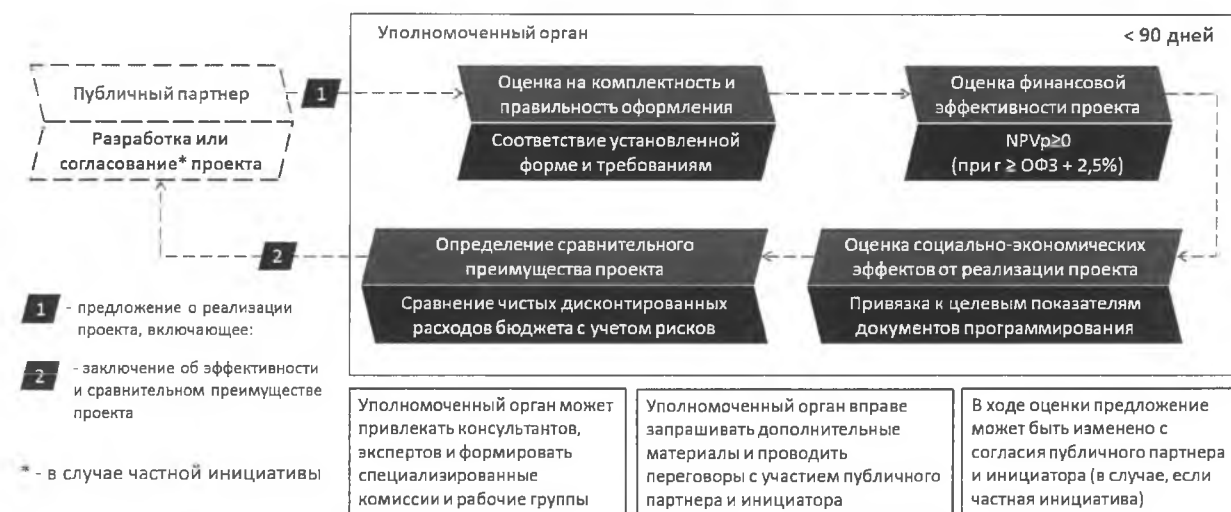 Уполномоченный орган
< 90 дней
Публичный партнер
Разработка или
согласование* проекта
1
Оценка на комплектность и
правильность оформления
Соответствие установленной
форме и требованиям
Оценка финансовой
эффективности проекта
NPVp≥0
(при r ≥ ОФЗ + 2,5%)
2
Определение сравнительного
преимущества проекта
Сравнение чистых дисконтированных
расходов бюджета с учетом рисков
Оценка социально-экономических
эффектов от реализации проекта
Привязка к целевым показателям
документов программирования
1 - предложение о реализации
проекта, включающее:
2 - заключение об эффективности
и сравнительном преимуществе
проекта
* - в случае частной инициативы
Уполномоченный орган может
привлекать консультантов,
экспертов и формировать
специализированные
комиссии и рабочие группы
Уполномоченный орган вправе
запрашивать дополнительные
материалы и проводить
переговоры с участием публичного
партнера и инициатора
В ходе оценки предложение
может быть изменено с
согласия публичного партнера
и инициатора (в случае, если
частная инициатива)